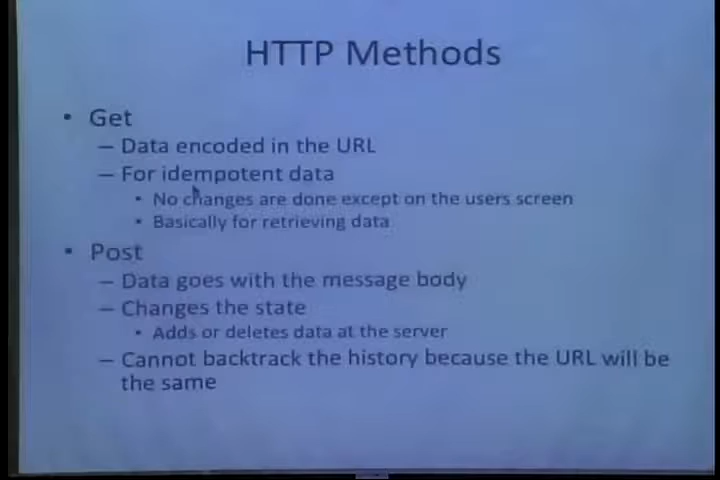 HTTP Methods
• Get
– Data encoded in the URL
– For idempotent data
• No changes are done except on the users screen
• Basically for retrieving data
• Post
– Data goes with the message body
– Changes the state
• Adds or deletes data at the server
– Cannot backtrack the history because the URL will be
the same